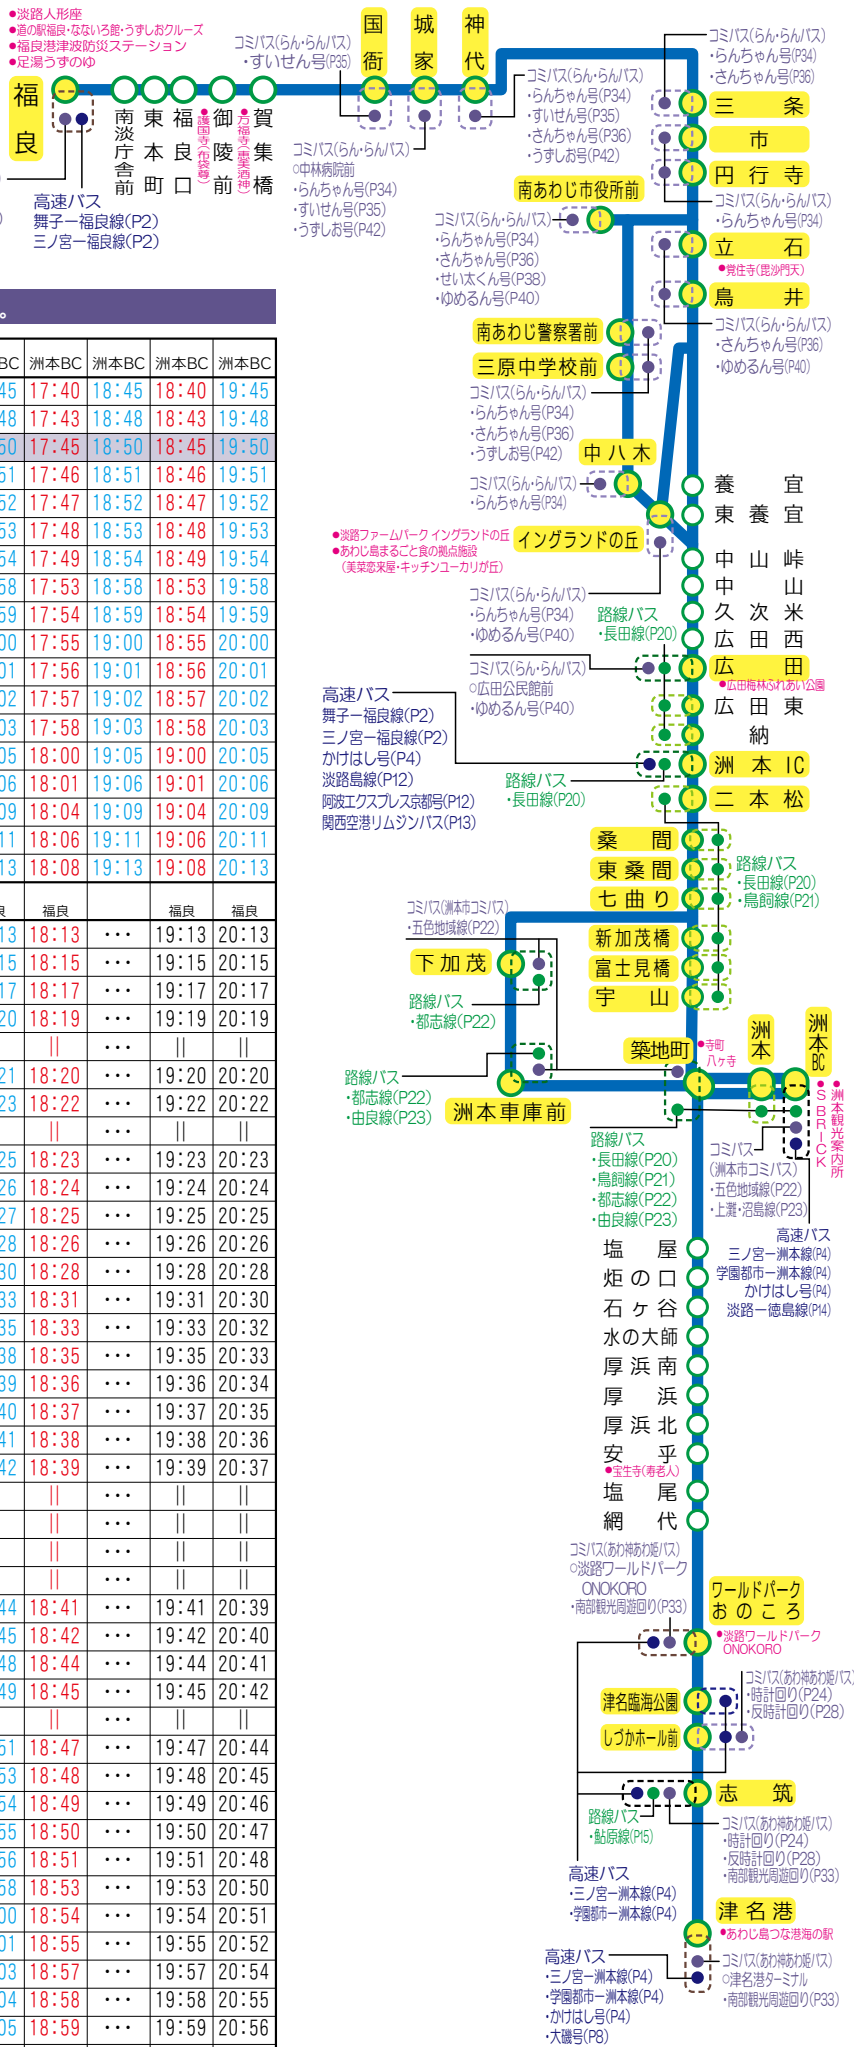 ●淡路人形座
●道の駅福良・なないろ館・うずしおクルーズ
●福良港津波防災ステーション
●足湯うずのゆ
福良
南淡庁舎前
東本町
福良口
●護国寺(布袋尊)
御陵前
●万福寺(恵美酒神)
賀集橋
高速バス
舞子ー福良線(P2)
三ノ宮ー福良線(P2)
コミバス(らん・らんバス)
・すいせん号(P35)
国衙
城家
神代
コミバス(らん・らんバス)
○中林病院前
・らんちゃん号(P34)
・すいせん号(P35)
・うずしお号(P42)
コミバス(らん・らんバス)
・らんちゃん号(P34)
・すいせん号(P35)
・さんちゃん号(P36)
・うずしお号(P42)
コミバス(らん・らんバス)
・らんちゃん号(P34)
・さんちゃん号(P36)
三条
市
円行寺
コミバス(らん・らんバス)
・らんちゃん号(P34)
南あわじ市役所前
コミバス(らん・らんバス)
・らんちゃん号(P34)
・さんちゃん号(P36)
・せい太くん号(P38)
・ゆめるん号(P40)
立石
●覚住寺(毘沙門天)
鳥井
コミバス(らん・らんバス)
・さんちゃん号(P36)
・ゆめるん号(P40)
南あわじ警察署前
三原中学校前
コミバス(らん・らんバス)
・らんちゃん号(P34)
・さんちゃん号(P36)
・うずしお号(P42)
中八木
コミバス(らん・らんバス)
・らんちゃん号(P34)
●淡路ファームパーク イングランドの丘
●あわじ島まるごと食の拠点施設
(美菜恋来屋・キッチンユーカリが丘)
イングランドの丘
コミバス(らん・らんバス)
・らんちゃん号(P34)
・ゆめるん号(P40)
養宜
東養宜
中山峠
中山
久次米
広田西
広田
●広田梅林ふれあい公園
広田東
納
洲本IC
二本松
路線バス
・長田線(P20)
コミバス(らん・らんバス)
○広田公民館前
・ゆめるん号(P40)
高速バス
舞子ー福良線(P2)
三ノ宮ー福良線(P2)
かけはし号(P4)
淡路島線(P12)
阿波エクスプレス京都号(P12)
関西空港リムジンバス(P13)
路線バス
・長田線(P20)
桑間
東桑間
七曲り
新加茂橋
富士見橋
宇山
路線バス
・長田線(P20)
・鳥飼線(P21)
コミバス(洲本市コミバス)
・五色地域線(P22)
下加茂
路線バス
・都志線(P22)
路線バス
・都志線(P22)
・由良線(P23)
洲本車庫前
築地町
●寺町
八ヶ寺
洲本
洲本BC
●洲本観光案内所
●S BRICK
路線バス
・長田線(P20)
・鳥飼線(P21)
・都志線(P22)
・由良線(P23)
コミバス
(洲本市コミバス)
・五色地域線(P22)
・上灘・沼島線(P23)
高速バス
三ノ宮ー洲本線(P4)
学園都市ー洲本線(P4)
かけはし号(P4)
淡路ー徳島線(P14)
塩屋
炬の口
石ヶ谷
水の大師
厚浜南
厚浜
厚浜北
安乎
●宝生寺(寿老人)
塩尾
網代
コミバス(あわ神あわ姫バス)
○淡路ワールドパーク
ONOKORO
・南部観光周遊回り(P33)
ワールドパーク
おのころ
●淡路ワールドパーク
ONOKORO
津名臨海公園
しづかホール前
コミバス(あわ神あわ姫バス)
・時計回り(P24)
・反時計回り(P28)
志筑
路線バス
・鮎原線(P15)
コミバス(あわ神あわ姫バス)
・時計回り(P24)
・反時計回り(P28)
・南部観光周遊回り(P33)
高速バス
・三ノ宮ー洲本線(P4)
・学園都市ー洲本線(P4)
津名港
●あわじ島つな港海の駅
高速バス
・三ノ宮ー洲本線(P4)
・学園都市ー洲本線(P4)
・かけはし号(P4)
・大磯号(P8)
コミバス(あわ神あわ姫バス)
○津名港ターミナル
・南部観光周遊回り(P33)
。
BC 洲本BC 洲本BC 洲本BC 洲本BC
45 17:40 18:45 18:40 19:45
48 17:43 18:48 18:43 19:48
50 17:45 18:50 18:45 19:50
51 17:46 18:51 18:46 19:51
52 17:47 18:52 18:47 19:52
53 17:48 18:53 18:48 19:53
54 17:49 18:54 18:49 19:54
58 17:53 18:58 18:53 19:58
59 17:54 18:59 18:54 19:59
00 17:55 19:00 18:55 20:00
01 17:56 19:01 18:56 20:01
02 17:57 19:02 18:57 20:02
03 17:58 19:03 18:58 20:03
05 18:00 19:05 19:00 20:05
06 18:01 19:06 19:01 20:06
09 18:04 19:09 19:04 20:09
11 18:06 19:11 19:06 20:11
13 18:08 19:13 19:08 20:13
良 福良 福良 福良
13 18:13 … 19:13 20:13
15 18:15 … 19:15 20:15
17 18:17 … 19:17 20:17
20 18:19 … 19:19 20:19
|| … || ||
21 18:20 … 19:20 20:20
23 18:22 … 19:22 20:22
|| … || ||
25 18:23 … 19:23 20:23
26 18:24 … 19:24 20:24
27 18:25 … 19:25 20:25
28 18:26 … 19:26 20:26
30 18:28 … 19:28 20:28
33 18:31 … 19:31 20:30
35 18:33 … 19:33 20:32
38 18:35 … 19:35 20:33
39 18:36 … 19:36 20:34
40 18:37 … 19:37 20:35
41 18:38 … 19:38 20:36
42 18:39 … 19:39 20:37
|| … || ||
|| … || ||
|| … || ||
|| … || ||
44 18:41 … 19:41 20:39
45 18:42 … 19:42 20:40
48 18:44 … 19:44 20:41
49 18:45 … 19:45 20:42
|| … || ||
51 18:47 … 19:47 20:44
53 18:48 … 19:48 20:45
54 18:49 … 19:49 20:46
55 18:50 … 19:50 20:47
56 18:51 … 19:51 20:48
58 18:53 … 19:53 20:50
00 18:54 … 19:54 20:51
01 18:55 … 19:55 20:52
03 18:57 … 19:57 20:54
04 18:58 … 19:58 20:55
05 18:59 … 19:59 20:56